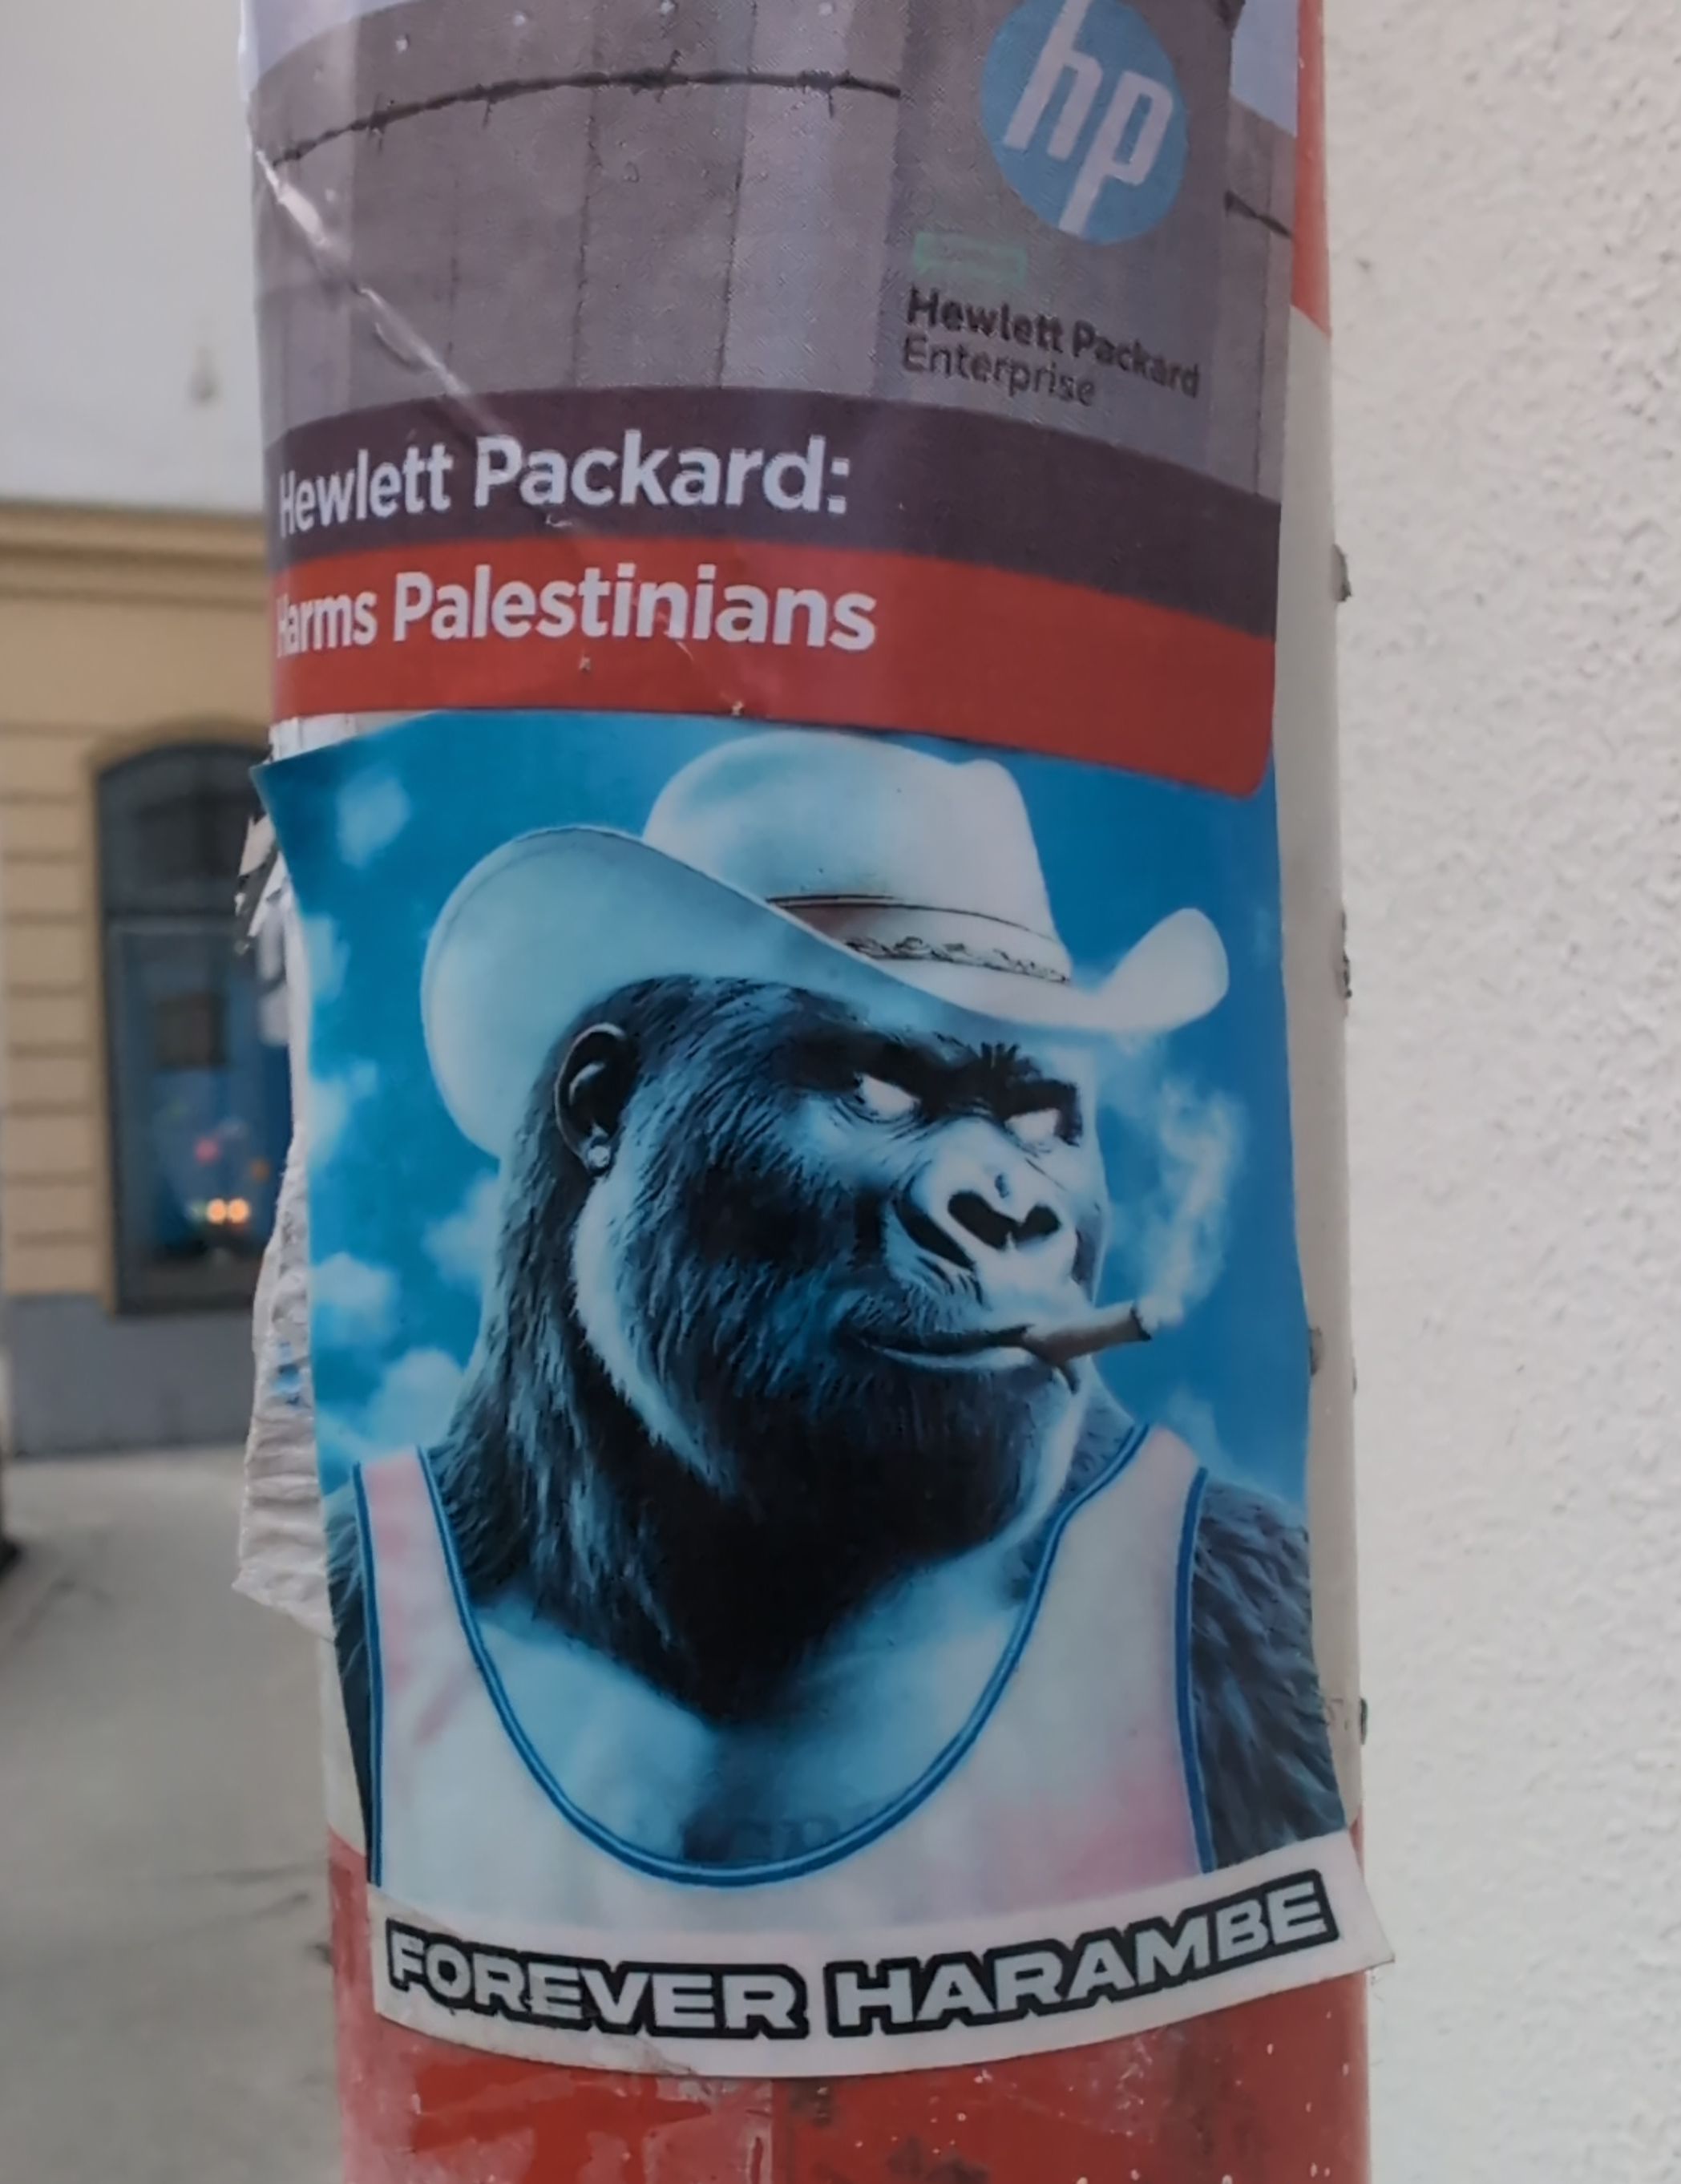 hp
Hewlett Packard
Enterprise
Hewlett Packard:
Harms Palestinians
FOREVER HARAMBE